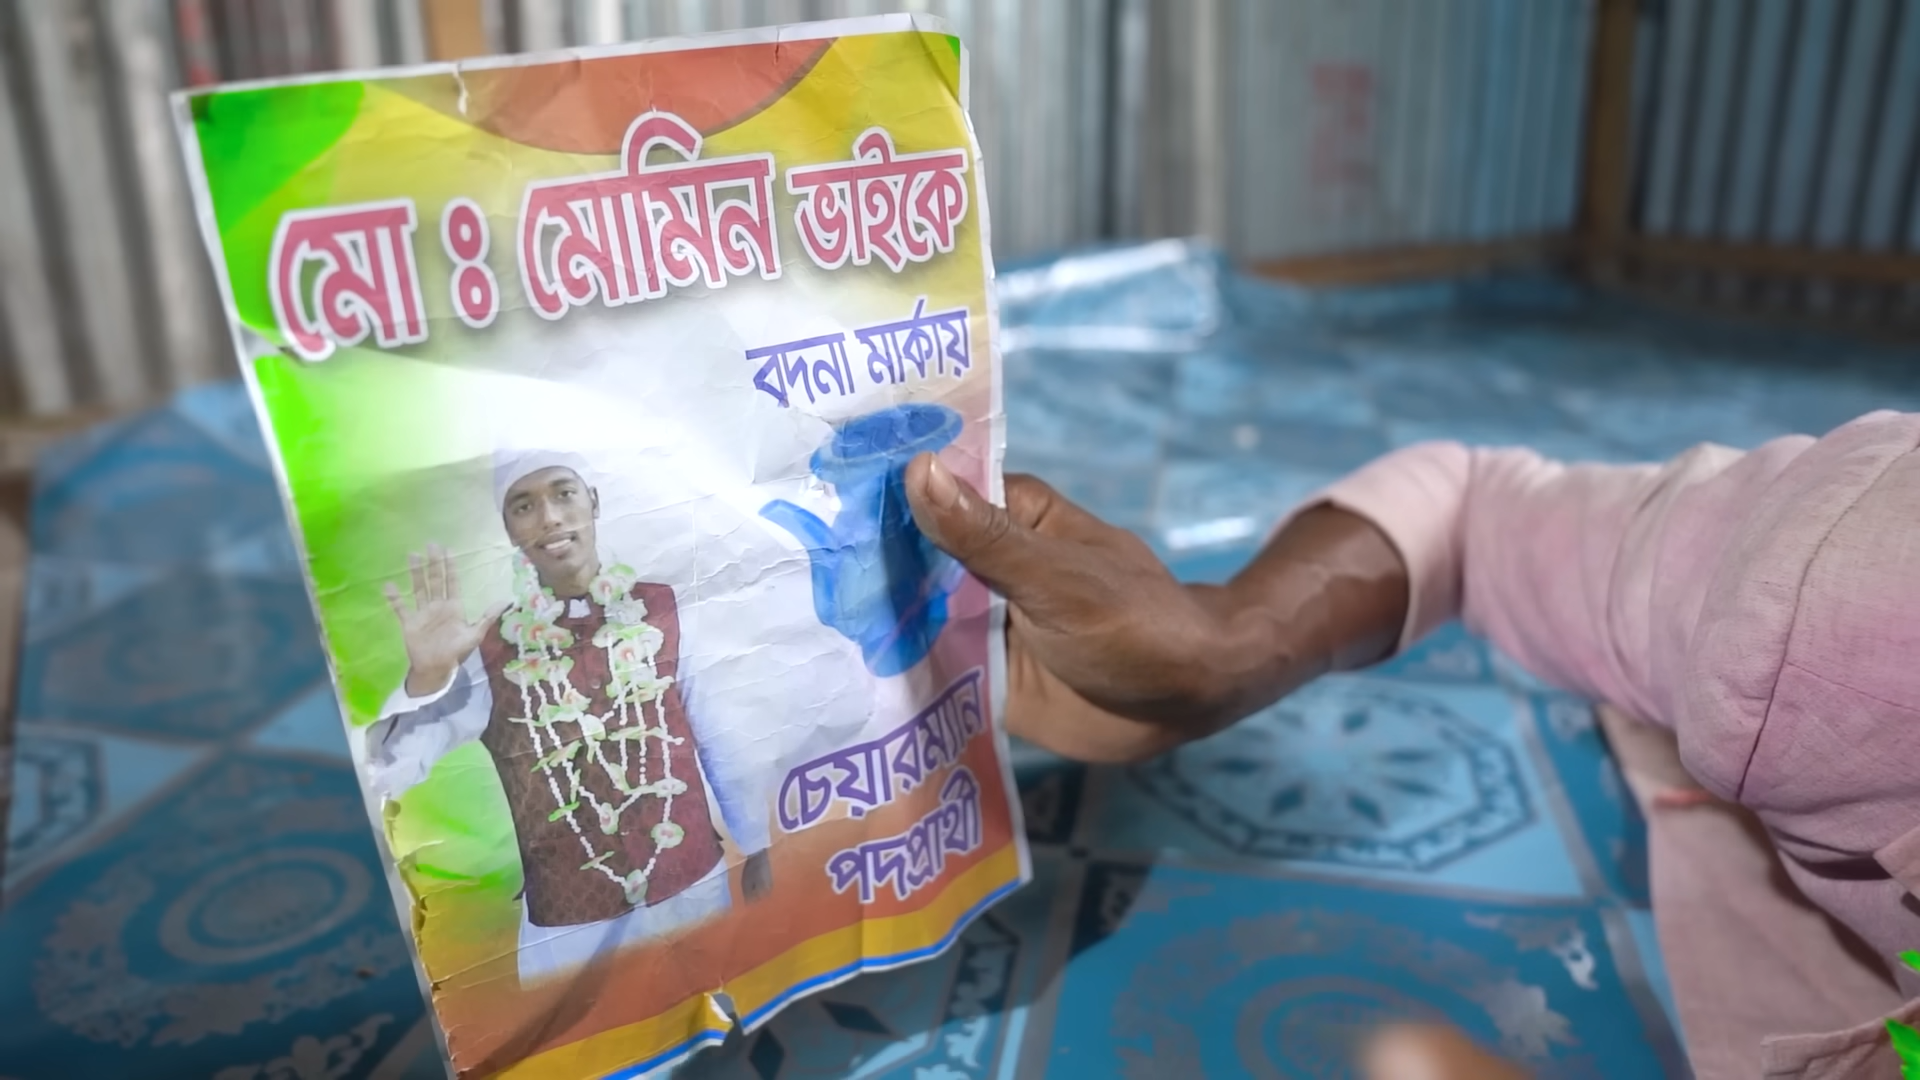 মো ঃ মোমিন ভাইকে
বদনা মার্কায়
চেয়ারম্যান
পদপ্রার্থী